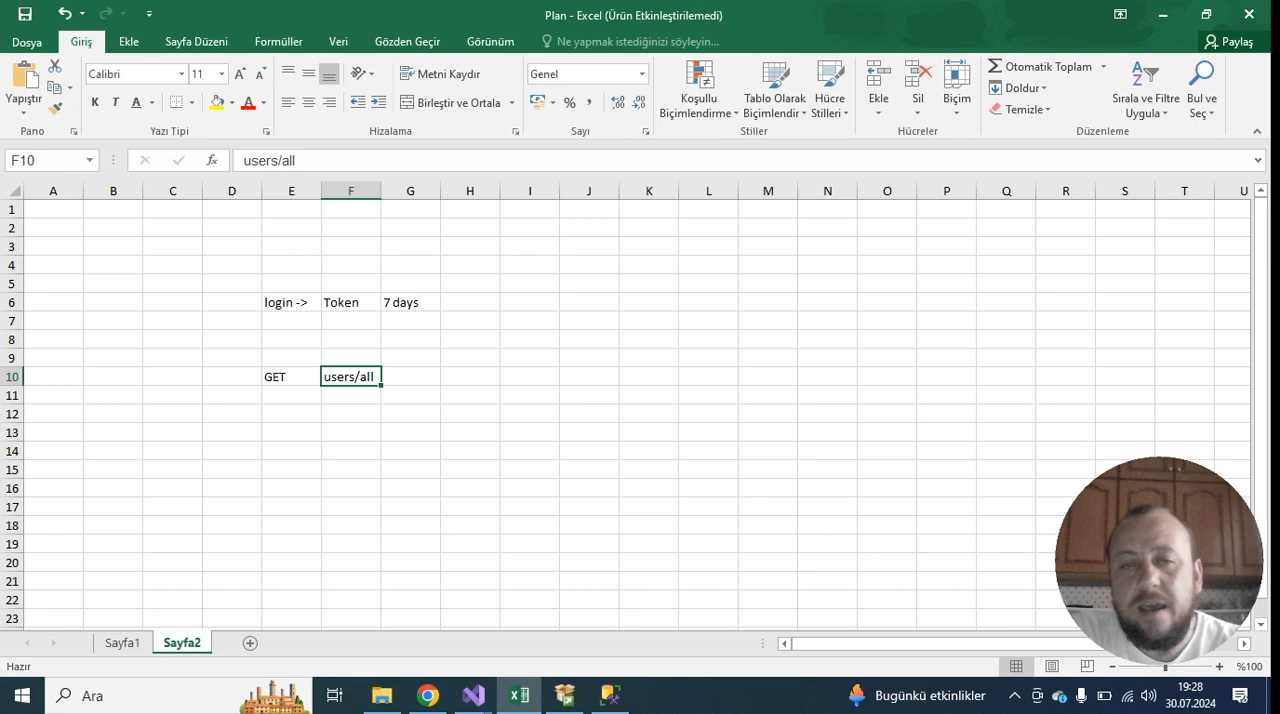 Plan - Excel (Ürün Etkinleştirilemedi)
Dosya Giriş Ekle Sayfa Düzeni Formüller Veri Gözden Geçir Görünüm Ne yapmak istediğinizi söyleyin... Paylaş
Yapıştır
Pano
Calibri 11
K T A
Yazı Tipi
Metni Kaydır
Birleştir ve Ortala
Hizalama
Genel
%
Sayı
Koşullu Biçimlendirme
Tablo Olarak Biçimlendir
Hücre Stilleri
Stiller
Ekle Sil Biçim
Hücreler
Otomatik Toplam
Doldur
Temizle
Sırala ve Filtre Uygula
Bul ve Seç
Düzenleme
F10 fx users/all
A B C D E F G H I J K L M N O P Q R S T U
1
2
3
4
5
6 login -> Token 7 days
7
8
9
10 GET users/all
11
12
13
14
15
16
17
18
19
20
21
22
23
Sayfa1 Sayfa2
Hazır %100
Ara Bugünkü etkinlikler 19:28
30.07.2024